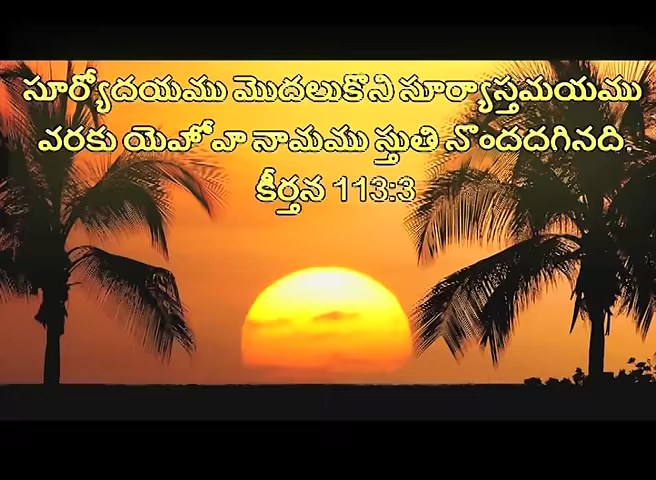 సూర్యోదయము మొదలుకొని సూర్యాస్తమయము
వరకు యెహోవా నామము స్తుతి నొందదగినది.
కీర్తన 113:3